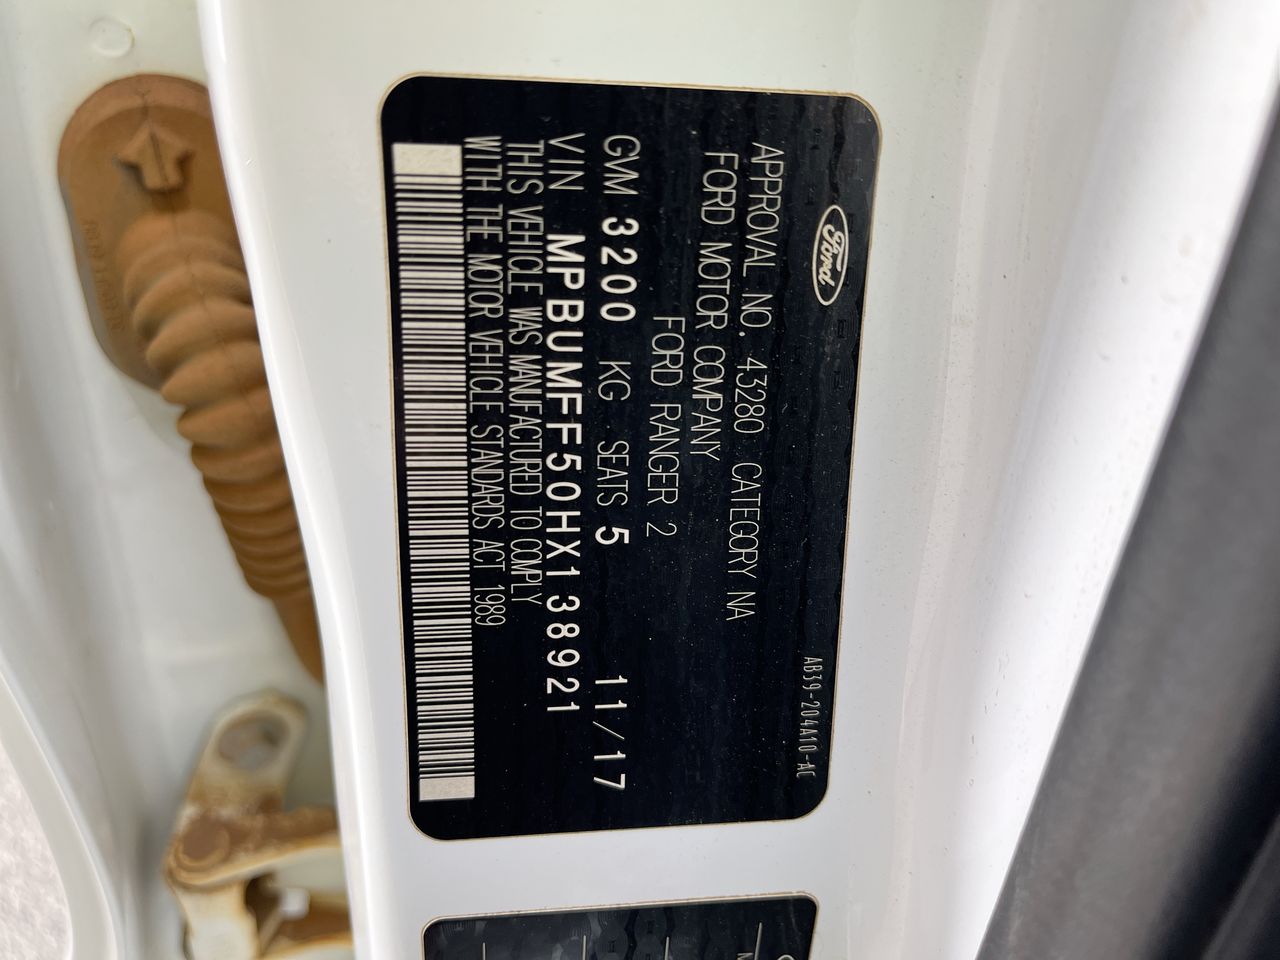 Ford
AB39-204A10-AC
APPROVAL NO. 43280 CATEGORY NA
FORD MOTOR COMPANY
FORD RANGER 2
GVM 3200 KG SEATS 5 11/17
VIN MPBUMFF50HX138921
THIS VEHICLE WAS MANUFACTURED TO COMPLY
WITH THE MOTOR VEHICLE STANDARDS ACT 1989